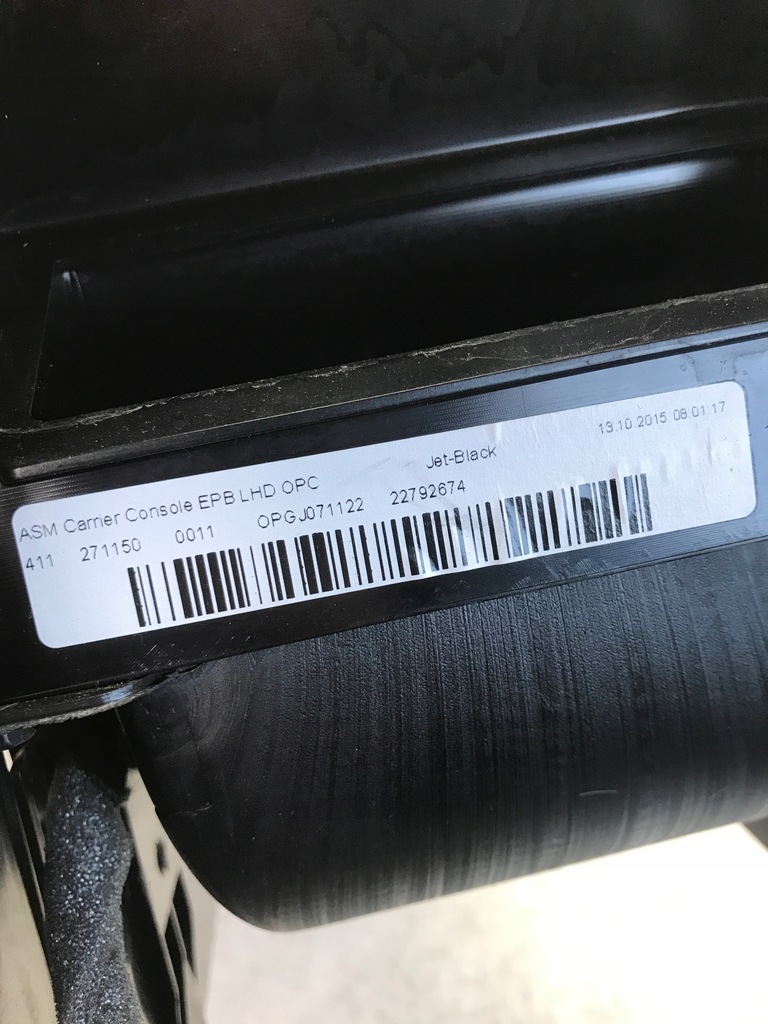 ASM Carrier Console EPB LHD OPC Jet-Black 13.10.2015 08:01:17
411 271150 0011 OPGJ071122 22792674